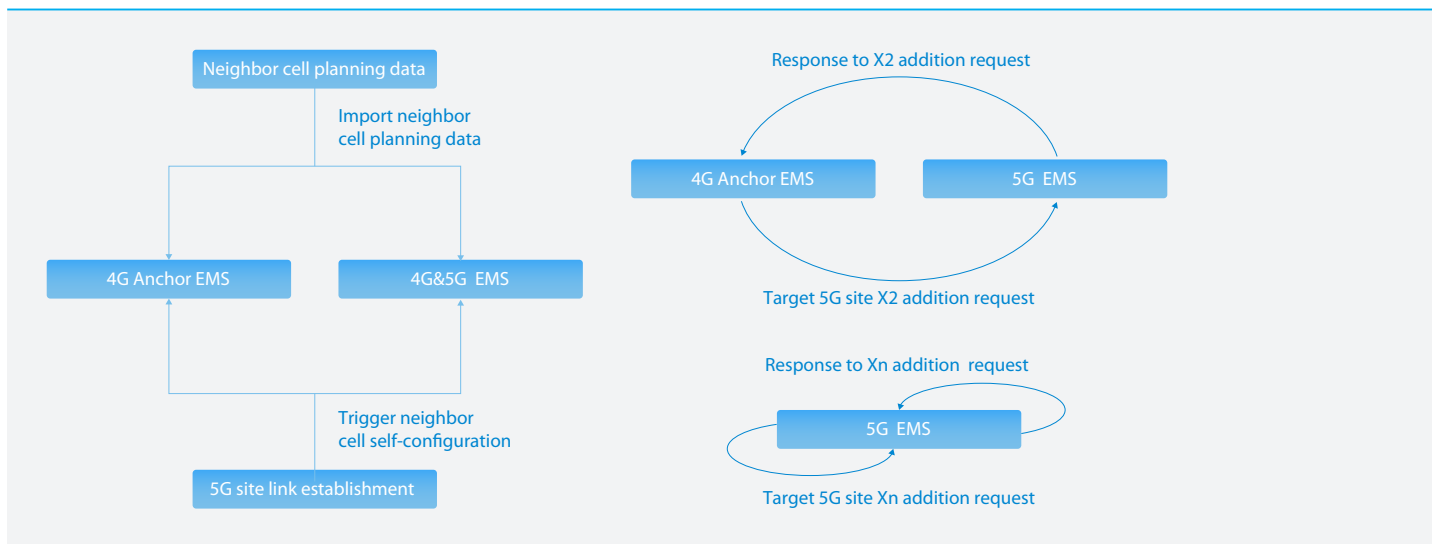 Neighbor cell planning data
Import neighbor
cell planning data
4G Anchor EMS
4G&5G EMS
Trigger neighbor
cell self-configuration
5G site link establishment
Response to X2 addition request
4G Anchor EMS
5G EMS
Target 5G site X2 addition request
Response to Xn addition request
5G EMS
Target 5G site Xn addition request